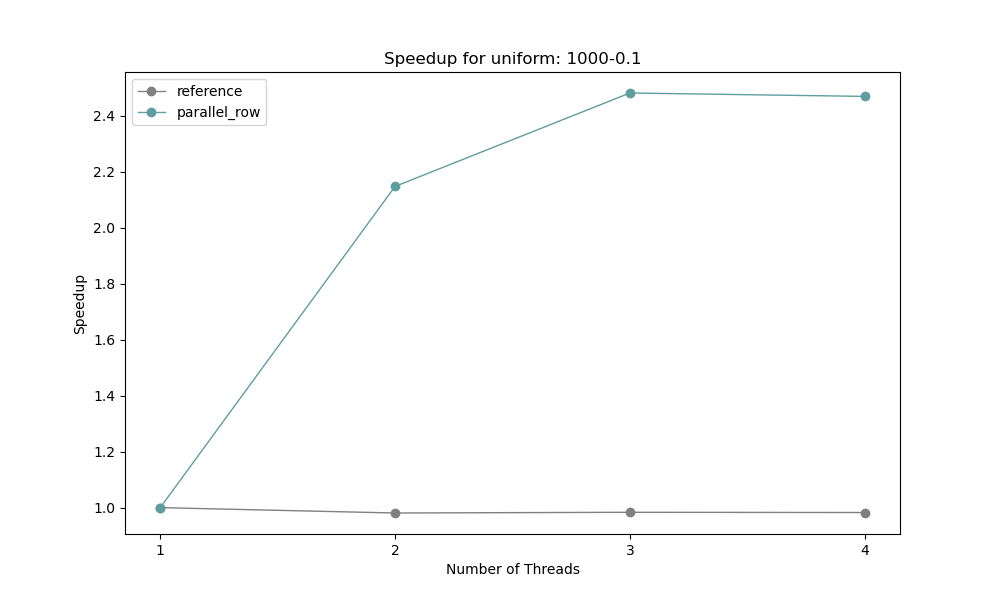 Speedup for uniform: 1000-0.1
reference
parallel_row
2.4
2.2
2.0
1.8
1.6
1.4
1.2
1.0
Speedup
1 2 3 4
Number of Threads